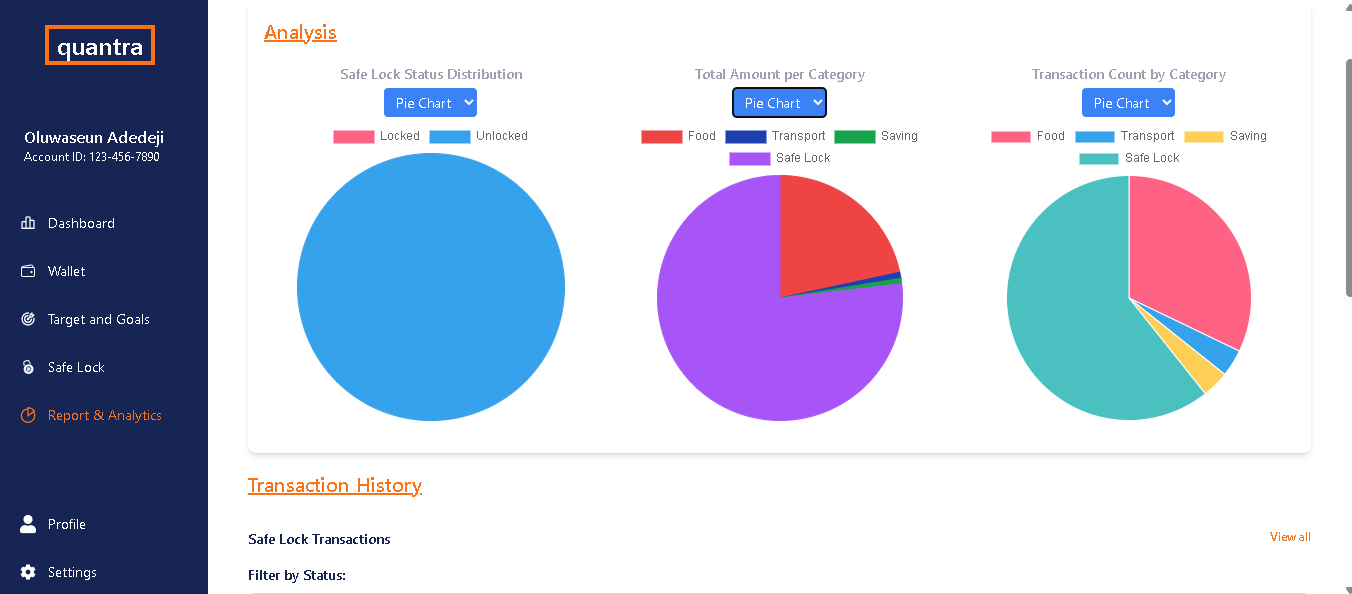 quantra
Oluwaseun Adedeji
Account ID: 123-456-7890
Dashboard
Wallet
Target and Goals
Safe Lock
Report & Analytics
Profile
Settings
Analysis
Safe Lock Status Distribution
Pie Chart
Locked Unlocked
Total Amount per Category
Pie Chart
Food Transport Saving
Safe Lock
Transaction Count by Category
Pie Chart
Food Transport Saving
Safe Lock
Transaction History
Safe Lock Transactions
View all
Filter by Status: